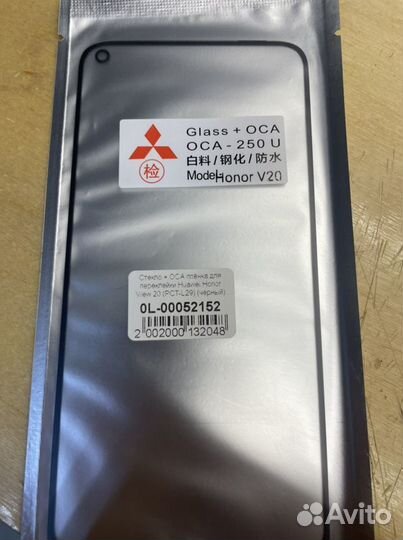 Glass + OCA
OCA - 250 U
白料/钢化/防水
Model Honor V20
检
Стекло + OCA плёнка для
переклейки Huawei Honor
View 20 (PCT-L29) (черный)
0L-00052152
2 002000 132048
Avito